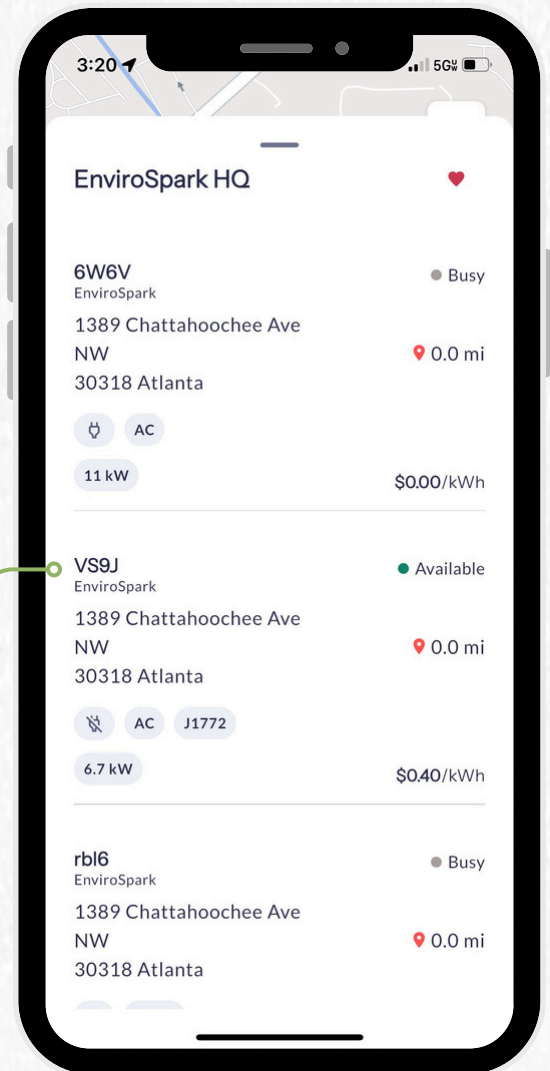 3:20
5GUW
EnviroSpark HQ
6W6V
Busy
EnviroSpark
1389 Chattahoochee Ave
NW
0.0 mi
30318 Atlanta
AC
11 kW
$0.00/kWh
VS9J
Available
EnviroSpark
1389 Chattahoochee Ave
NW
0.0 mi
30318 Atlanta
AC
J1772
6.7 kW
$0.40/kWh
rbl6
Busy
EnviroSpark
1389 Chattahoochee Ave
NW
0.0 mi
30318 Atlanta